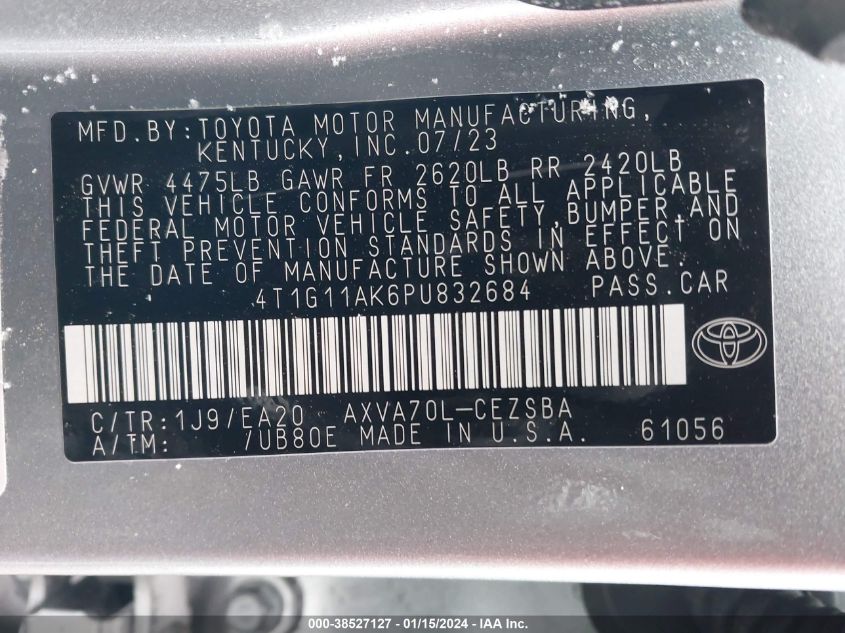 MFD.BY:TOYOTA MOTOR MANUFACTURING,
KENTUCKY,INC.07/23
GVWR 4475LB GAWR FR 2620LB RR 2420LB
THIS VEHICLE CONFORMS TO ALL APPLICABLE
FEDERAL MOTOR VEHICLE SAFETY,BUMPER,AND
THEFT PREVENTION STANDARDS IN EFFECT ON
THE DATE OF MANUFACTURE SHOWN ABOVE.
4T1G11AK6PU832684 PASS.CAR
C/TR:1J9/EA20 AXVA70L-CEZSBA
A/TM: /UB80E MADE IN U.S.A. 61056
000-38527127 - 01/15/2024 - IAA Inc.